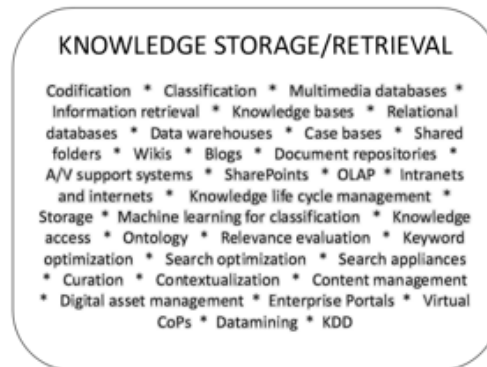 KNOWLEDGE STORAGE/RETRIEVAL
Codification * Classification * Multimedia databases *
Information retrieval * Knowledge bases * Relational
databases * Data warehouses * Case bases * Shared
folders * Wikis * Blogs * Document repositories *
A/V support systems * SharePoints * OLAP * Intranets
and internets * Knowledge life cycle management *
Storage * Machine learning for classification * Knowledge
access * Ontology * Relevance evaluation * Keyword
optimization * Search optimization * Search appliances
* Curation * Contextualization * Content management
* Digital asset management * Enterprise Portals * Virtual
CoPs * Datamining * KDD